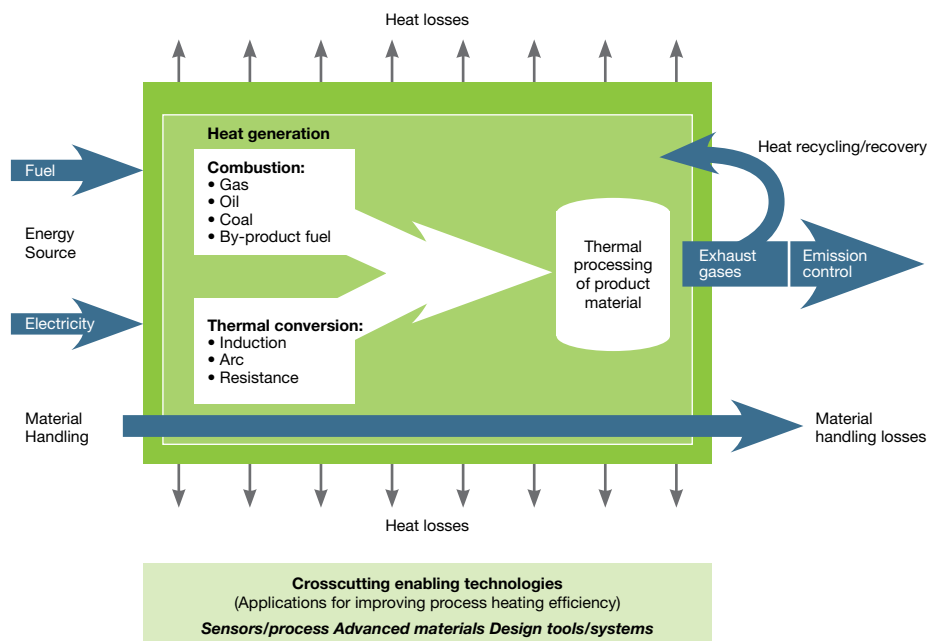 Heat losses
Heat generation
Combustion:
• Gas
• Oil
• Coal
• By-product fuel
Fuel
Energy
Source
Electricity
Thermal conversion:
• Induction
• Arc
• Resistance
Thermal
processing
of product
material
Heat recycling/recovery
Exhaust
gases
Emission
control
Material
Handling
Material
handling losses
Heat losses
Crosscutting enabling technologies
(Applications for improving process heating efficiency)
Sensors/process Advanced materials Design tools/systems